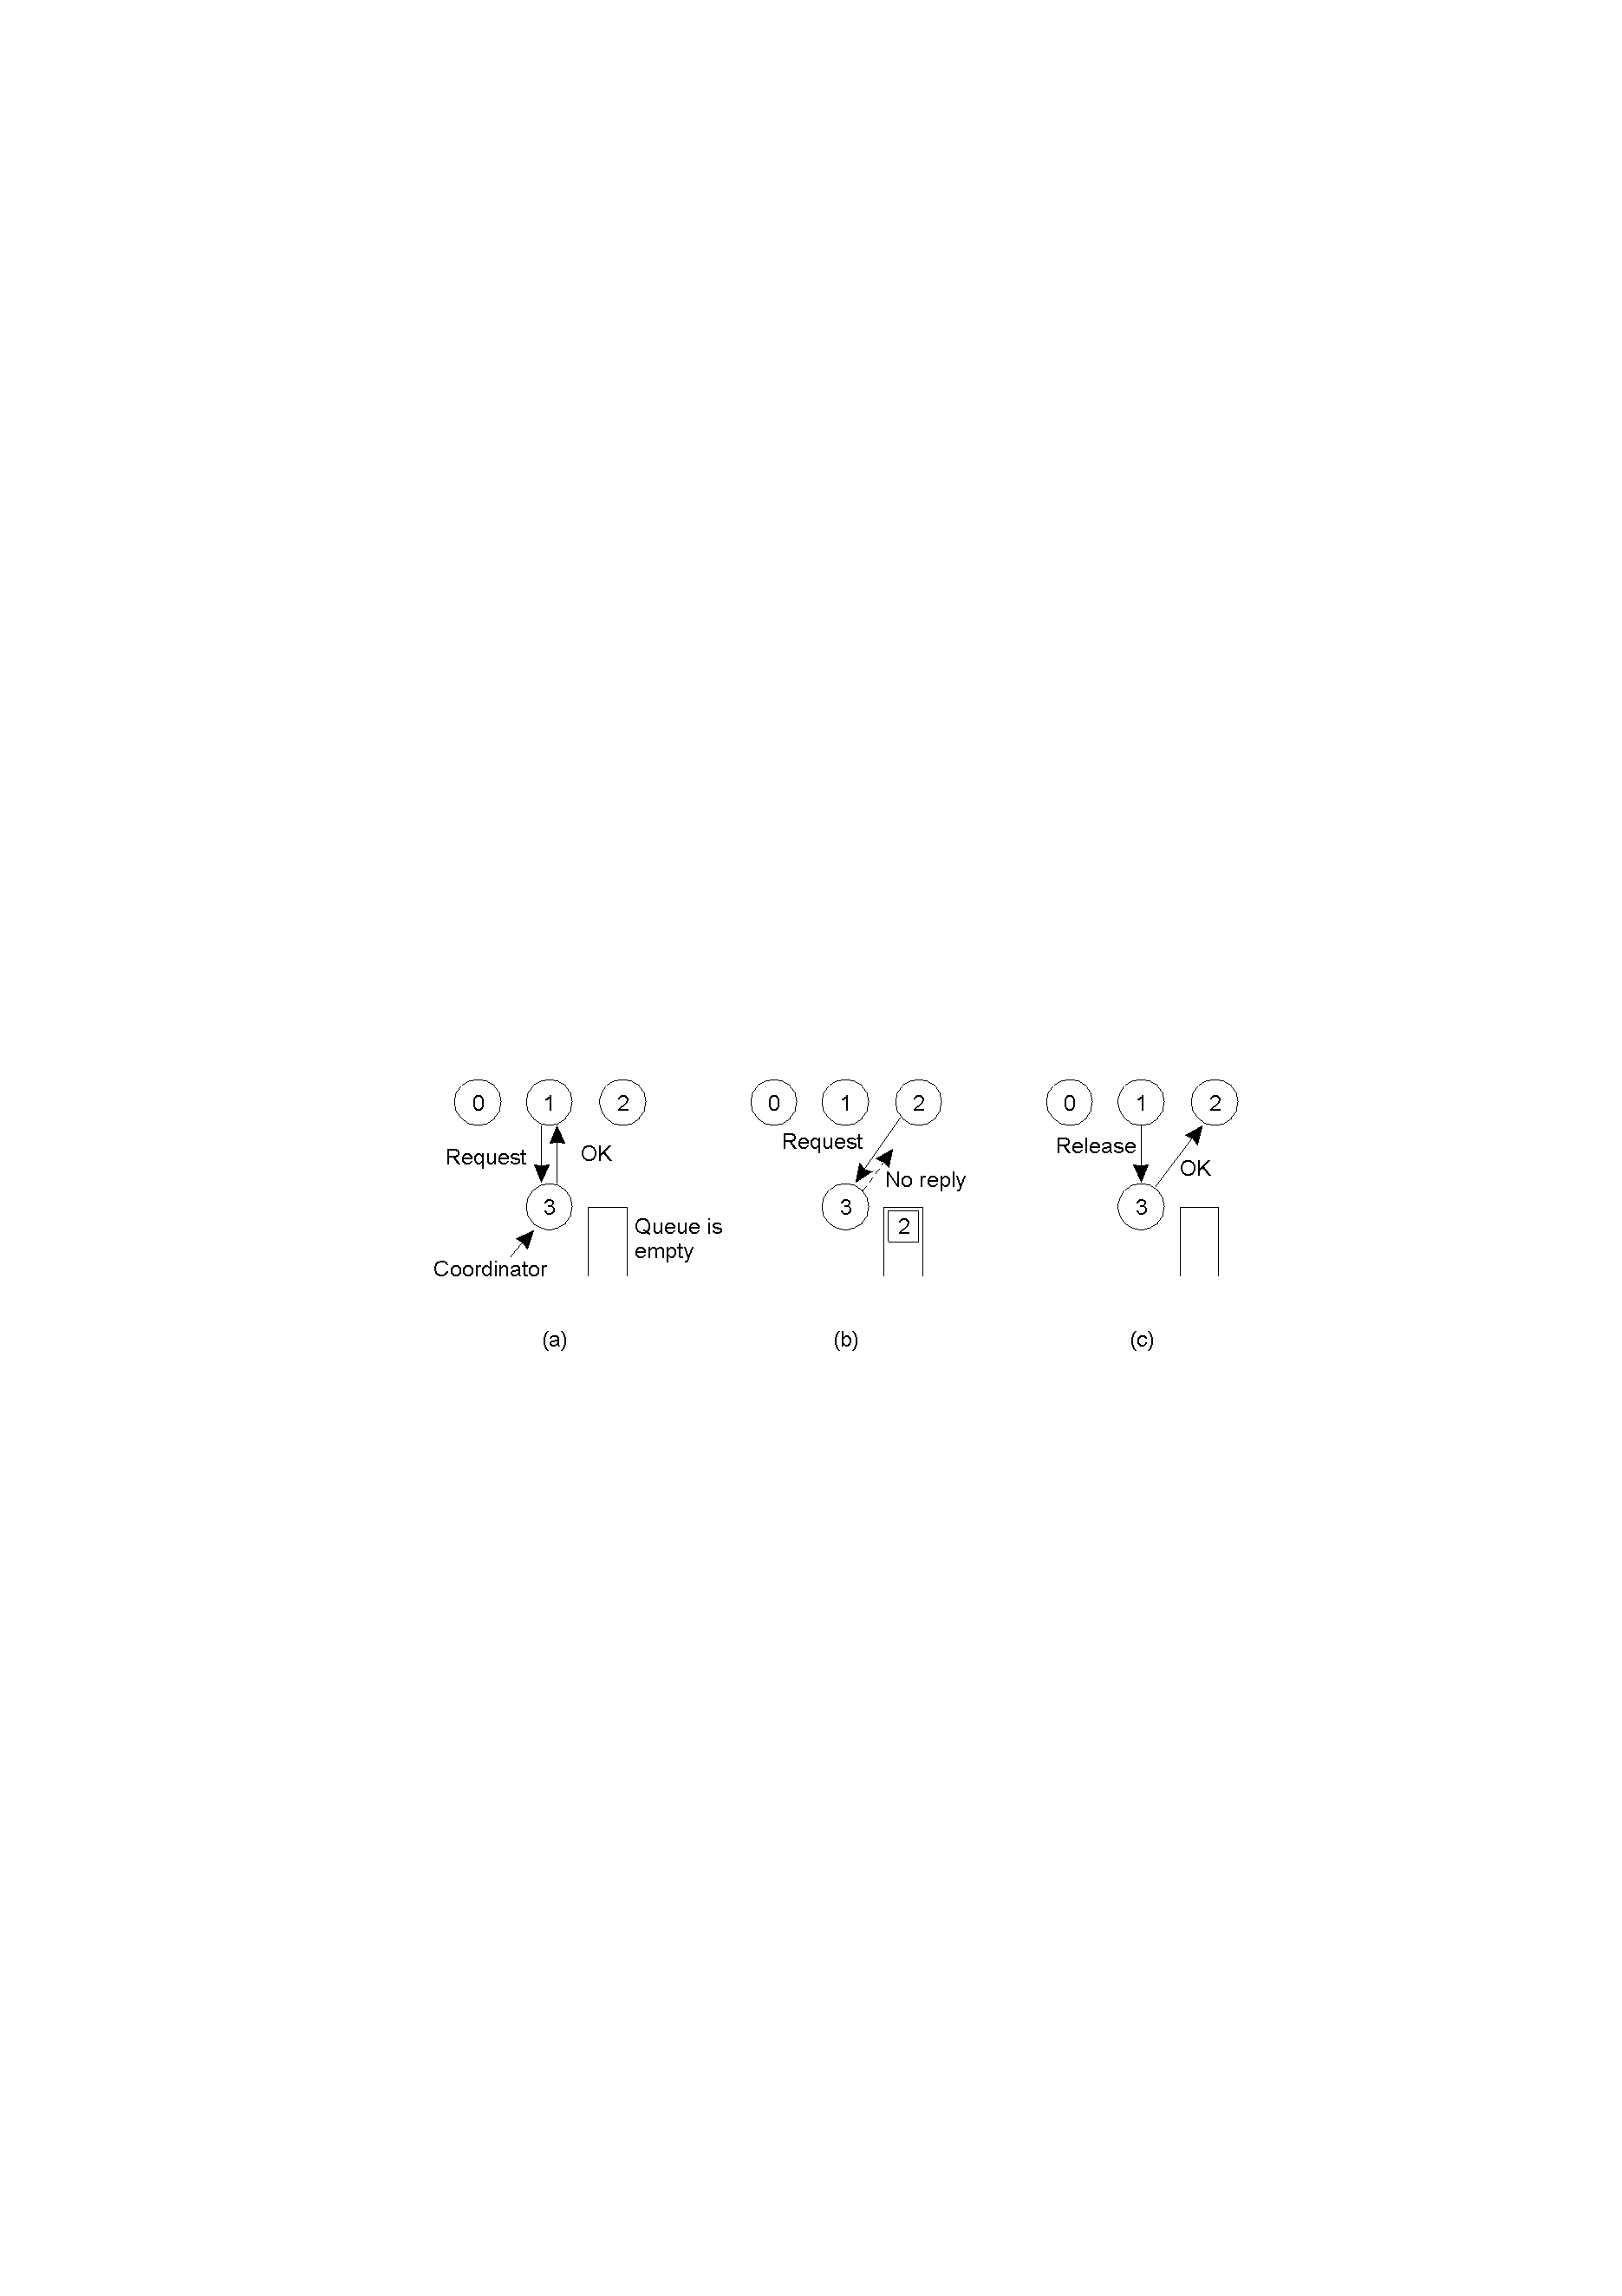 0 1 2
Request OK
3
Queue is
empty
Coordinator
(a)
0 1 2
Request
No reply
3
2
(b)
0 1 2
Release
OK
3
(c)